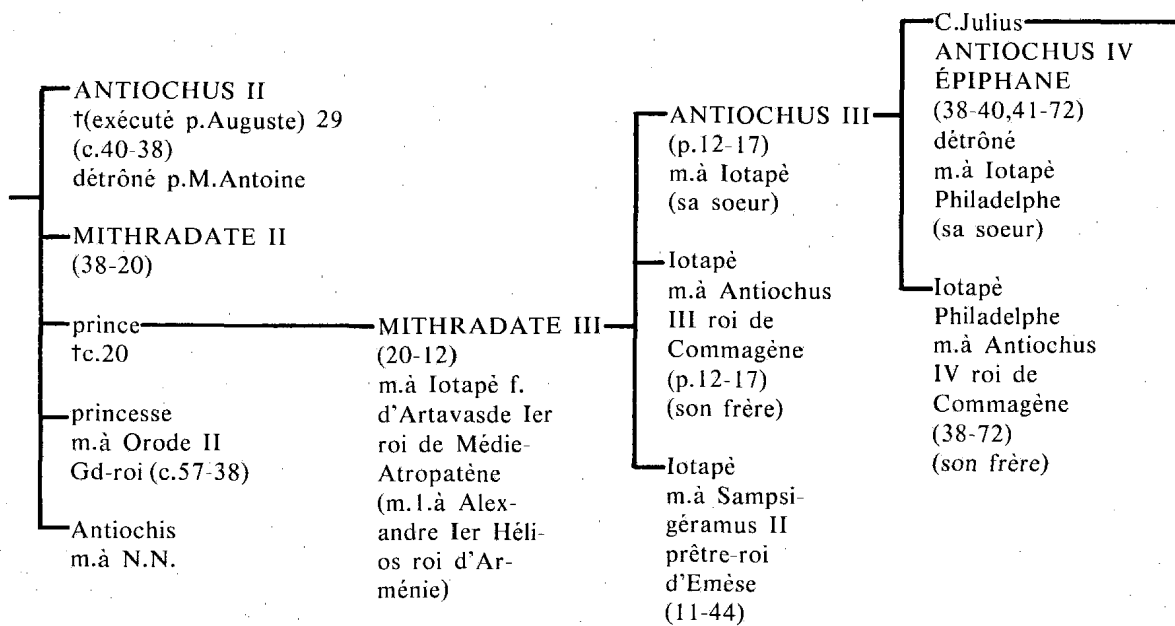 ANTIOCHUS II
†(exécuté p.Auguste) 29
(c.40-38)
détrôné p.M.Antoine
MITHRADATE II
(38-20)
prince
†c.20
princesse
m.à Orode II
Gd-roi (c.57-38)
Antiochis
m.à N.N.
MITHRADATE III
(20-12)
m.à Iotapè f.
d'Artavasde Ier
roi de Médie-
Atropatène
(m.1.à Alex-
andre Ier Héli-
os roi d'Ar-
ménie)
ANTIOCHUS III
(p.12-17)
m.à Iotapè
(sa soeur)
Iotapè
m.à Antiochus
III roi de
Commagène
(p.12-17)
(son frère)
Iotapè
m.à Sampsi-
géramus II
prêtre-roi
d'Emèse
(11-44)
C.Julius
ANTIOCHUS IV
ÉPIPHANE
(38-40,41-72)
détrôné
m.à Iotapè
Philadelphe
(sa soeur)
Iotapè
Philadelphe
m.à Antiochus
IV roi de
Commagène
(38-72)
(son frère)